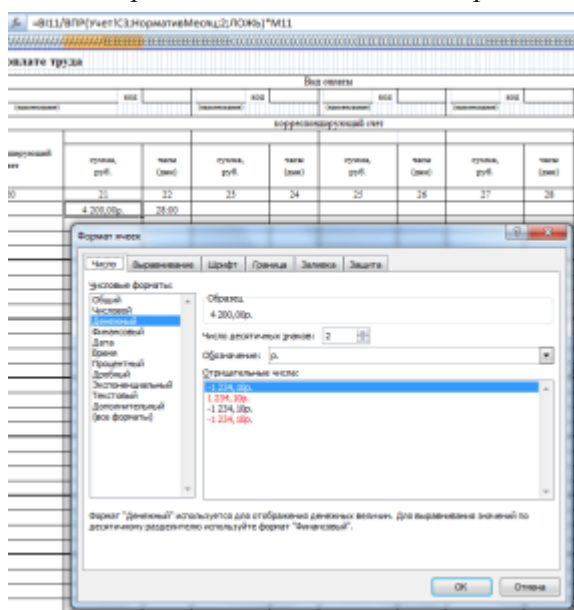 =BI11/ВПР(Учет!C3;НормативМесяц;2;ЛОЖЬ)*M11
оплате труда
Вид оплаты
код код код код
корреспондирующий счет
сумма, руб. часы (дни) сумма, руб. часы (дни) сумма, руб. часы (дни) сумма, руб. часы (дни)
21 22 23 24 25 26 27 28
4 200,00р. 28:00
Формат ячеек
Число Выравнивание Шрифт Граница Заливка Защита
Числовые форматы:
Общий
Числовой
Денежный
Финансовый
Дата
Время
Процентный
Дробный
Экспоненциальный
Текстовый
Дополнительный
(все форматы)
Образец
4 200,00р.
Число десятичных знаков: 2
Обозначение: р.
Отрицательные числа:
-1 234,10р.
1 234,10р.
-1 234,10р.
-1 234,10р.
Формат "Денежный" используется для отображения денежных величин. Для выравнивания значений по
десятичному разделителю используйте формат "Финансовый".
ОК Отмена